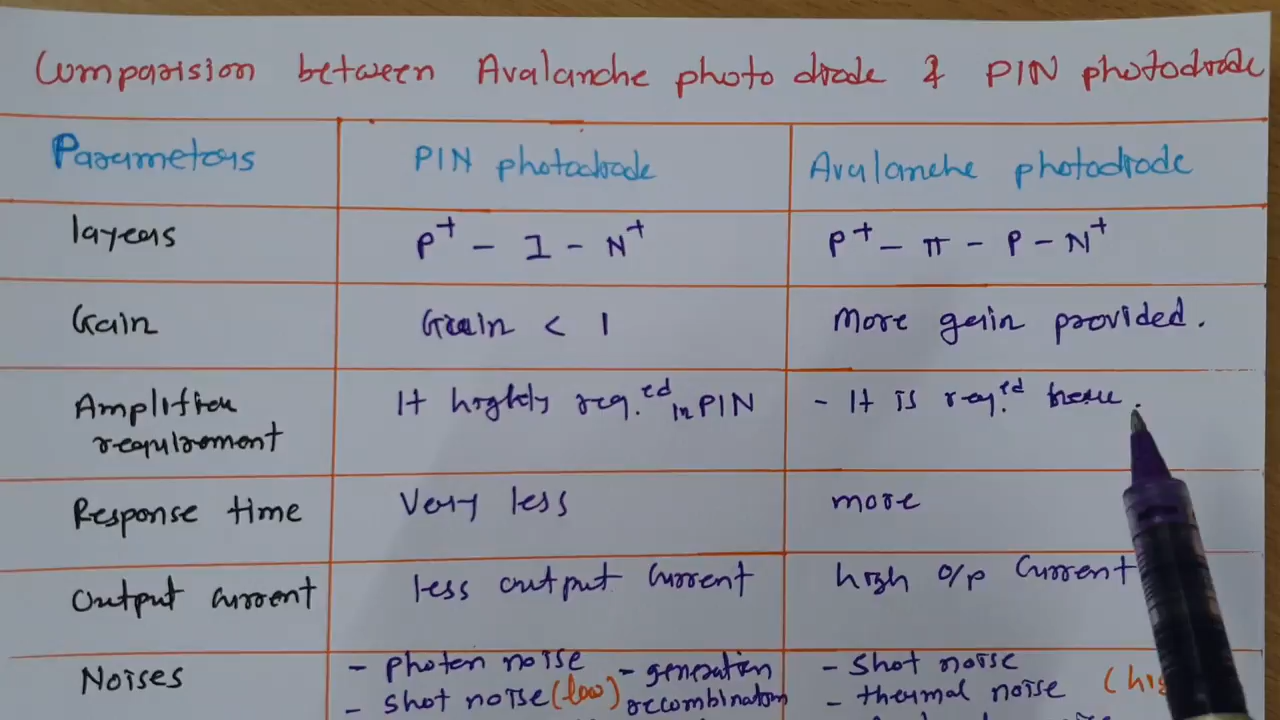 Comparision between Avalanche photo diode & PIN photodiode
Parameters PIN photodiode Avalanche photodiode
layers P+ - I - N+ P+ - π - P - N+
Gain Gain < 1 More gain provided.
Amplifier requirement It highly req.ed in PIN - It is req.ed here.
Response time Very less more
Output current less output current high o/p current
Noises - photon noise - generation - shot noise
- shot noise (low) recombination - thermal noise